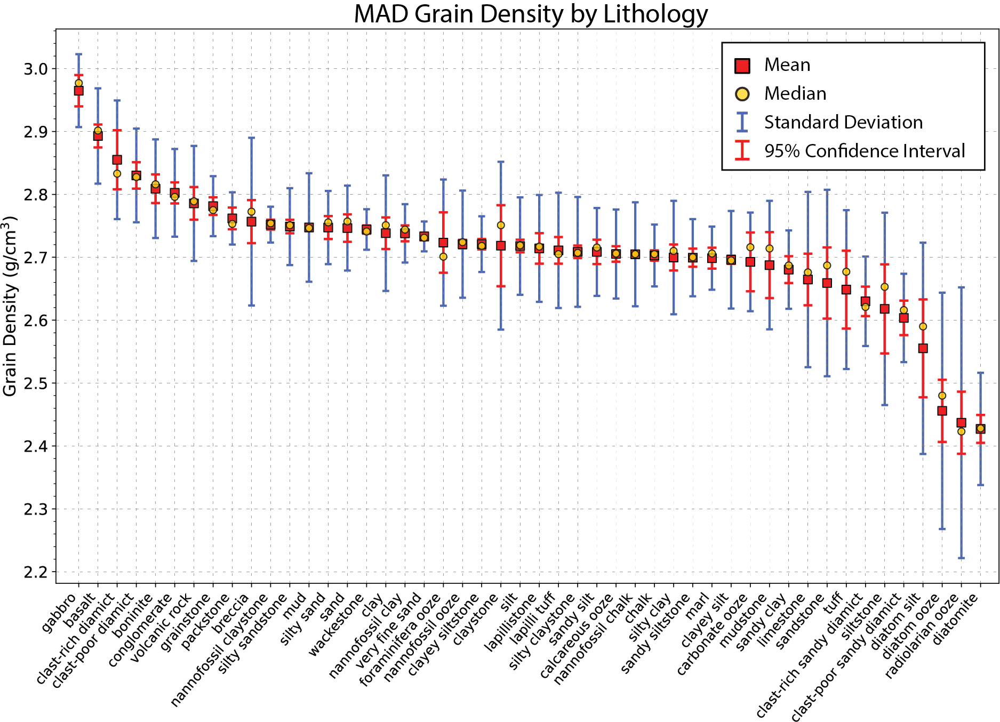 MAD Grain Density by Lithology
Mean
Median
Standard Deviation
95% Confidence Interval
Grain Density (g/cm³)
3.0
2.9
2.8
2.7
2.6
2.5
2.4
2.3
2.2
gabbro
basalt
clast-rich diamict
clast-poor diamict
boninite
conglomerate
volcanic rock
grainstone
packstone
breccia
nannofossil claystone
silty sandstone
mud
silty sand
sand
wackestone
clay
nannofossil clay
very fine sand
foraminifera ooze
nannofossil ooze
clayey siltstone
claystone
silt
lapillistone
lapilli tuff
silty claystone
sandy silt
calcareous ooze
nannofossil chalk
chalk
silty clay
sandy siltstone
marl
clayey silt
carbonate ooze
mudstone
sandy clay
limestone
sandstone
tuff
clast-rich sandy diamict
siltstone
clast-poor sandy diamict
diatom silt
diatom ooze
radiolarian ooze
diatomite